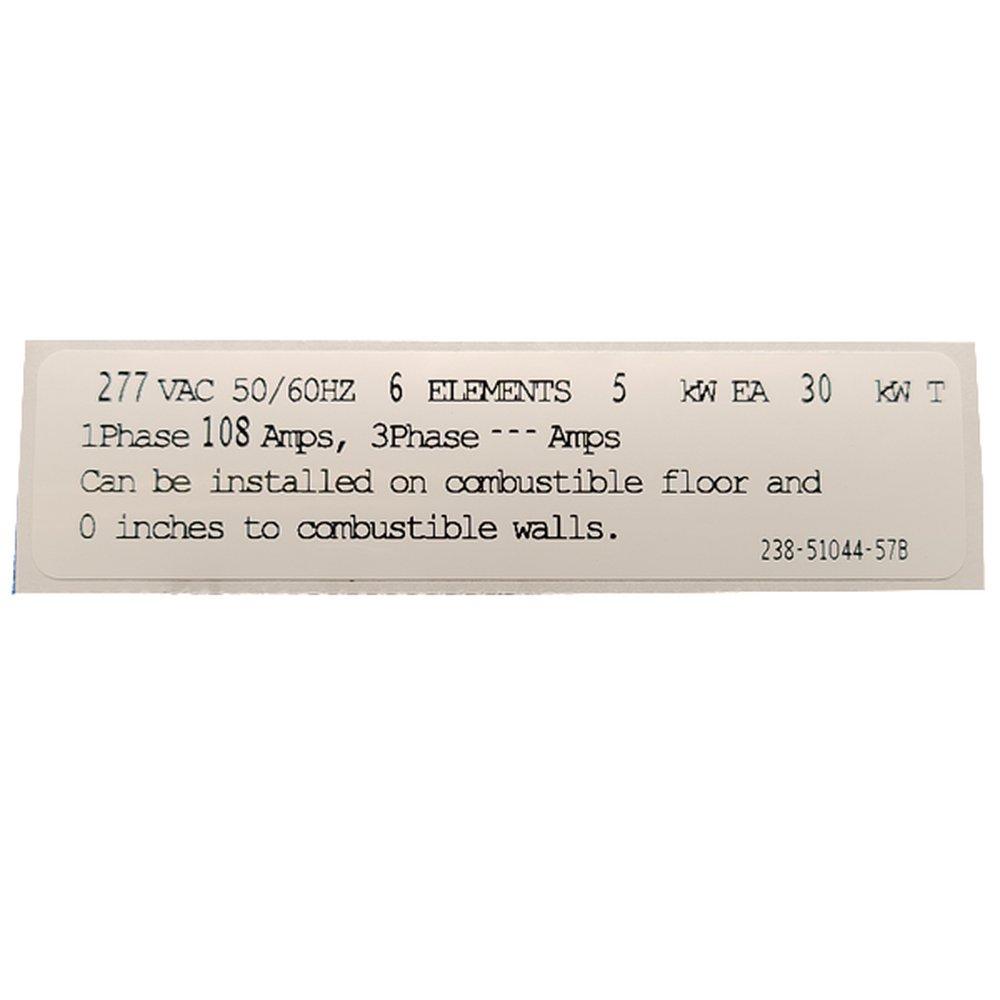 277 VAC 50/60HZ 6 ELEMENTS 5 kW EA 30 kW T
1Phase 108 Amps, 3Phase --- Amps
Can be installed on combustible floor and
0 inches to combustible walls.
238-51044-57B